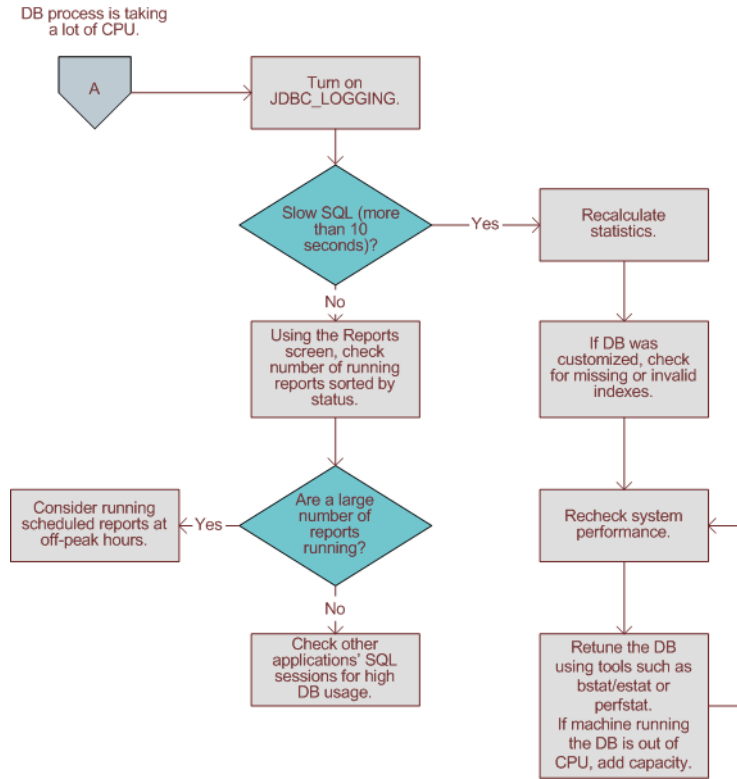 DB process is taking
a lot of CPU.
A
Turn on
JDBC_LOGGING.
Slow SQL (more
than 10
seconds)?
Yes
Recalculate
statistics.
No
Using the Reports
screen, check
number of running
reports sorted by
status.
If DB was
customized, check
for missing or invalid
indexes.
Are a large
number of
reports
running?
Yes
Consider running
scheduled reports at
off-peak hours.
Recheck system
performance.
No
Check other
applications' SQL
sessions for high
DB usage.
Retune the DB
using tools such as
bstat/estat or
perfstat.
If machine running
the DB is out of
CPU, add capacity.